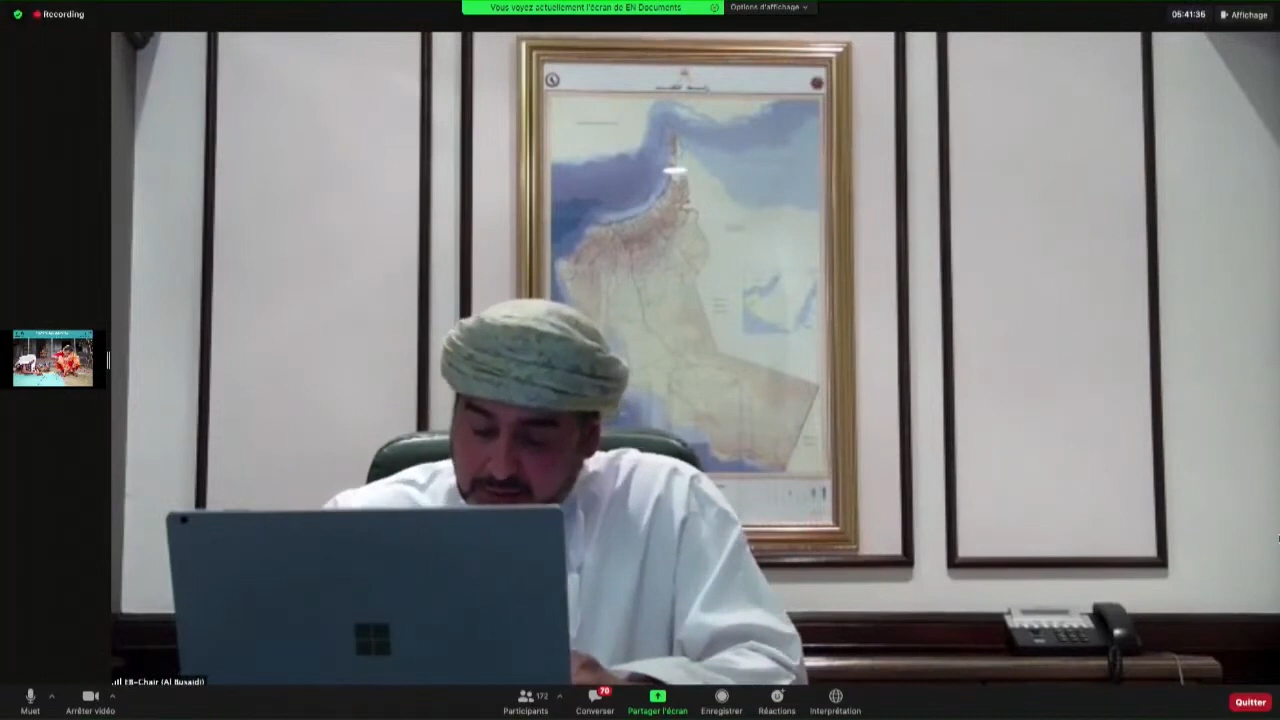 Recording
Vous voyez actuellement l'écran de EN Documents
Options d'affichage
05:41:36
Affichage
EB-Chair (Al Busaidi)
Muet
Arrêter vidéo
172
Participants
70
Converser
Partager l'écran
Enregistrer
Réactions
Interprétation
Quitter